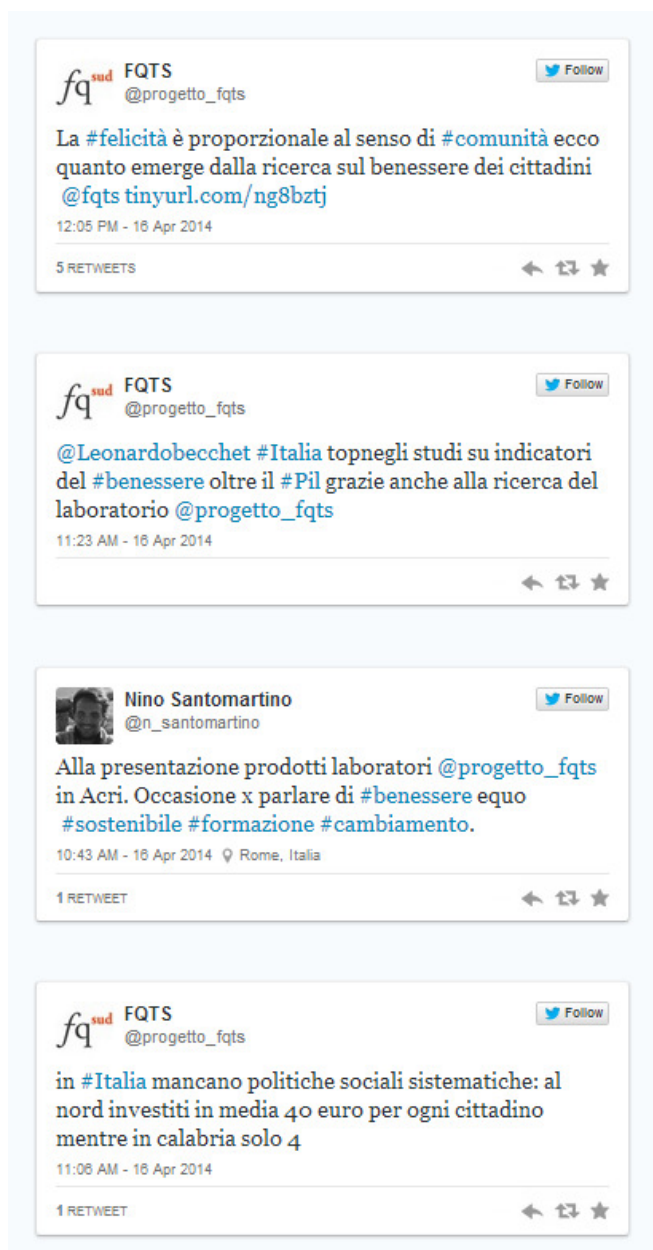 fqsud FQTS Follow
@progetto_fqts
La #felicità è proporzionale al senso di #comunità ecco
quanto emerge dalla ricerca sul benessere dei cittadini
@fqts tinyurl.com/ng8bztj
12:05 PM - 16 Apr 2014
5 RETWEETS
fqsud FQTS Follow
@progetto_fqts
@Leonardobecchet #Italia topnegli studi su indicatori
del #benessere oltre il #Pil grazie anche alla ricerca del
laboratorio @progetto_fqts
11:23 AM - 16 Apr 2014
Nino Santomartino Follow
@n_santomartino
Alla presentazione prodotti laboratori @progetto_fqts
in Acri. Occasione x parlare di #benessere equo
#sostenibile #formazione #cambiamento.
10:43 AM - 16 Apr 2014 Rome, Italia
1 RETWEET
fqsud FQTS Follow
@progetto_fqts
in #Italia mancano politiche sociali sistematiche: al
nord investiti in media 40 euro per ogni cittadino
mentre in calabria solo 4
11:06 AM - 16 Apr 2014
1 RETWEET